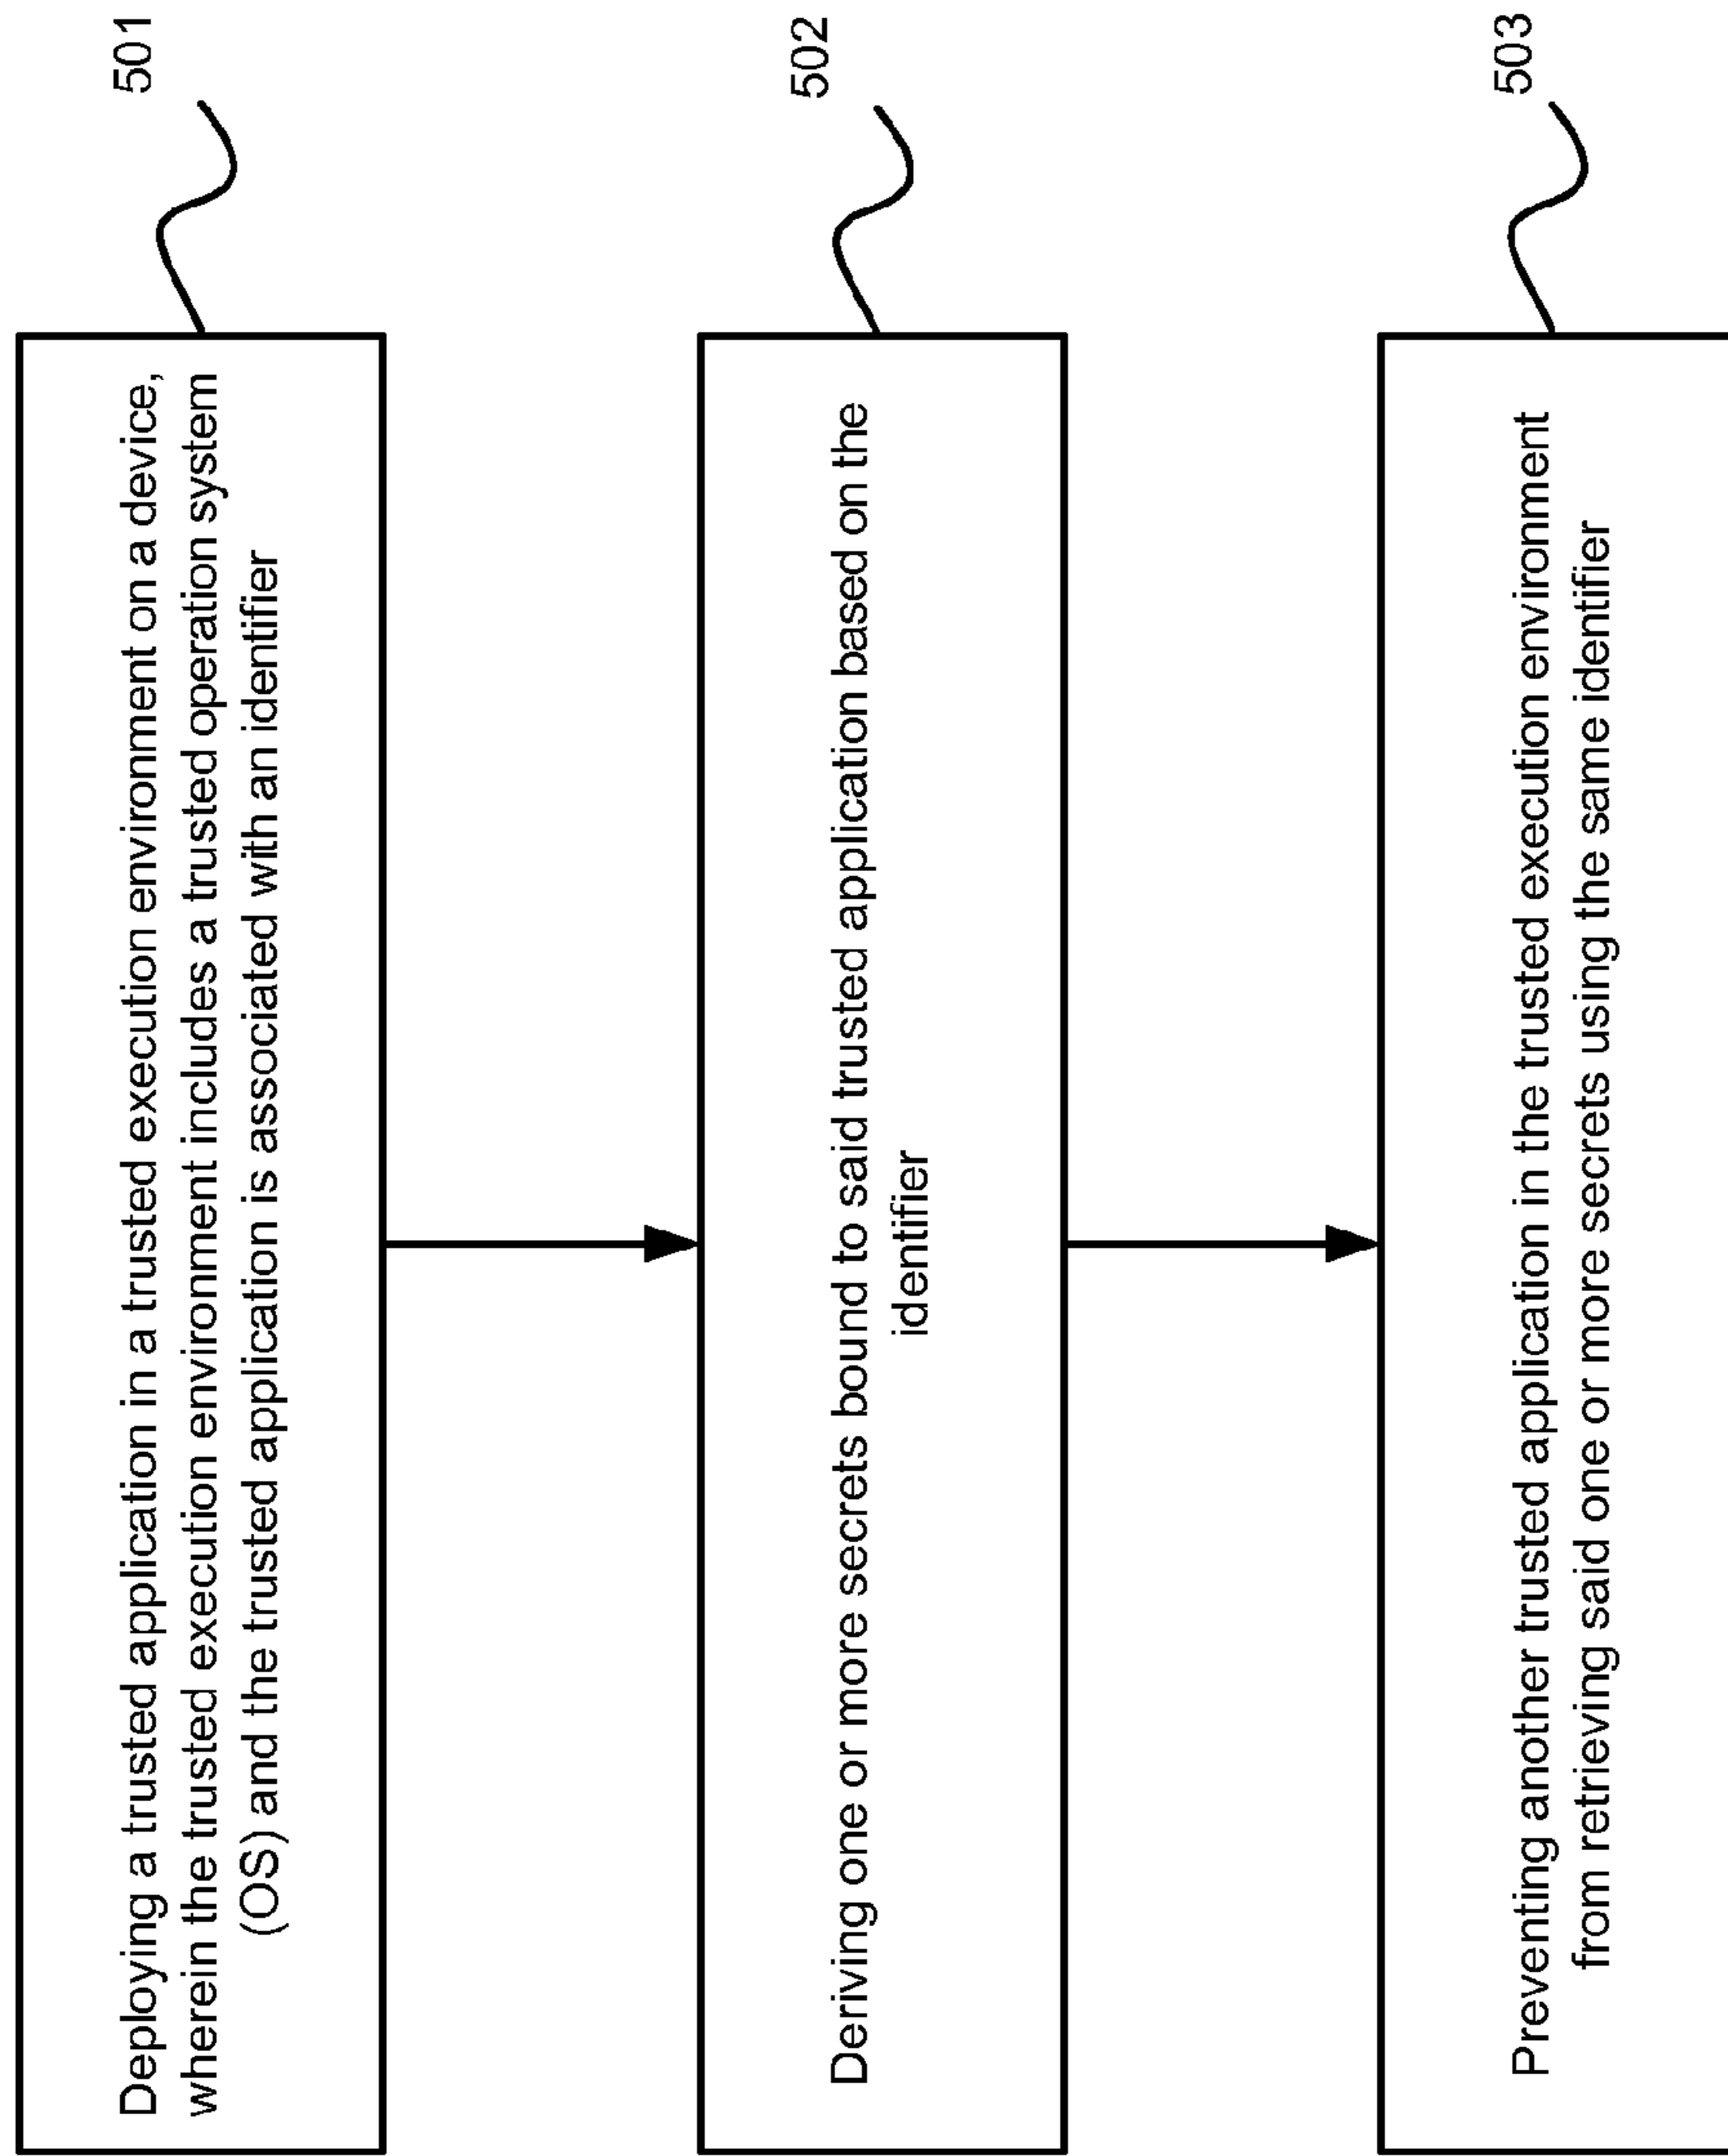 Deploying a trusted application in a trusted execution environment on a device,
wherein the trusted execution environment includes a trusted operation system
(OS) and the trusted application is associated with an identifier
501
Deriving one or more secrets bound to said trusted application based on the
identifier
502
Preventing another trusted application in the trusted execution environment
from retrieving said one or more secrets using the same identifier
503